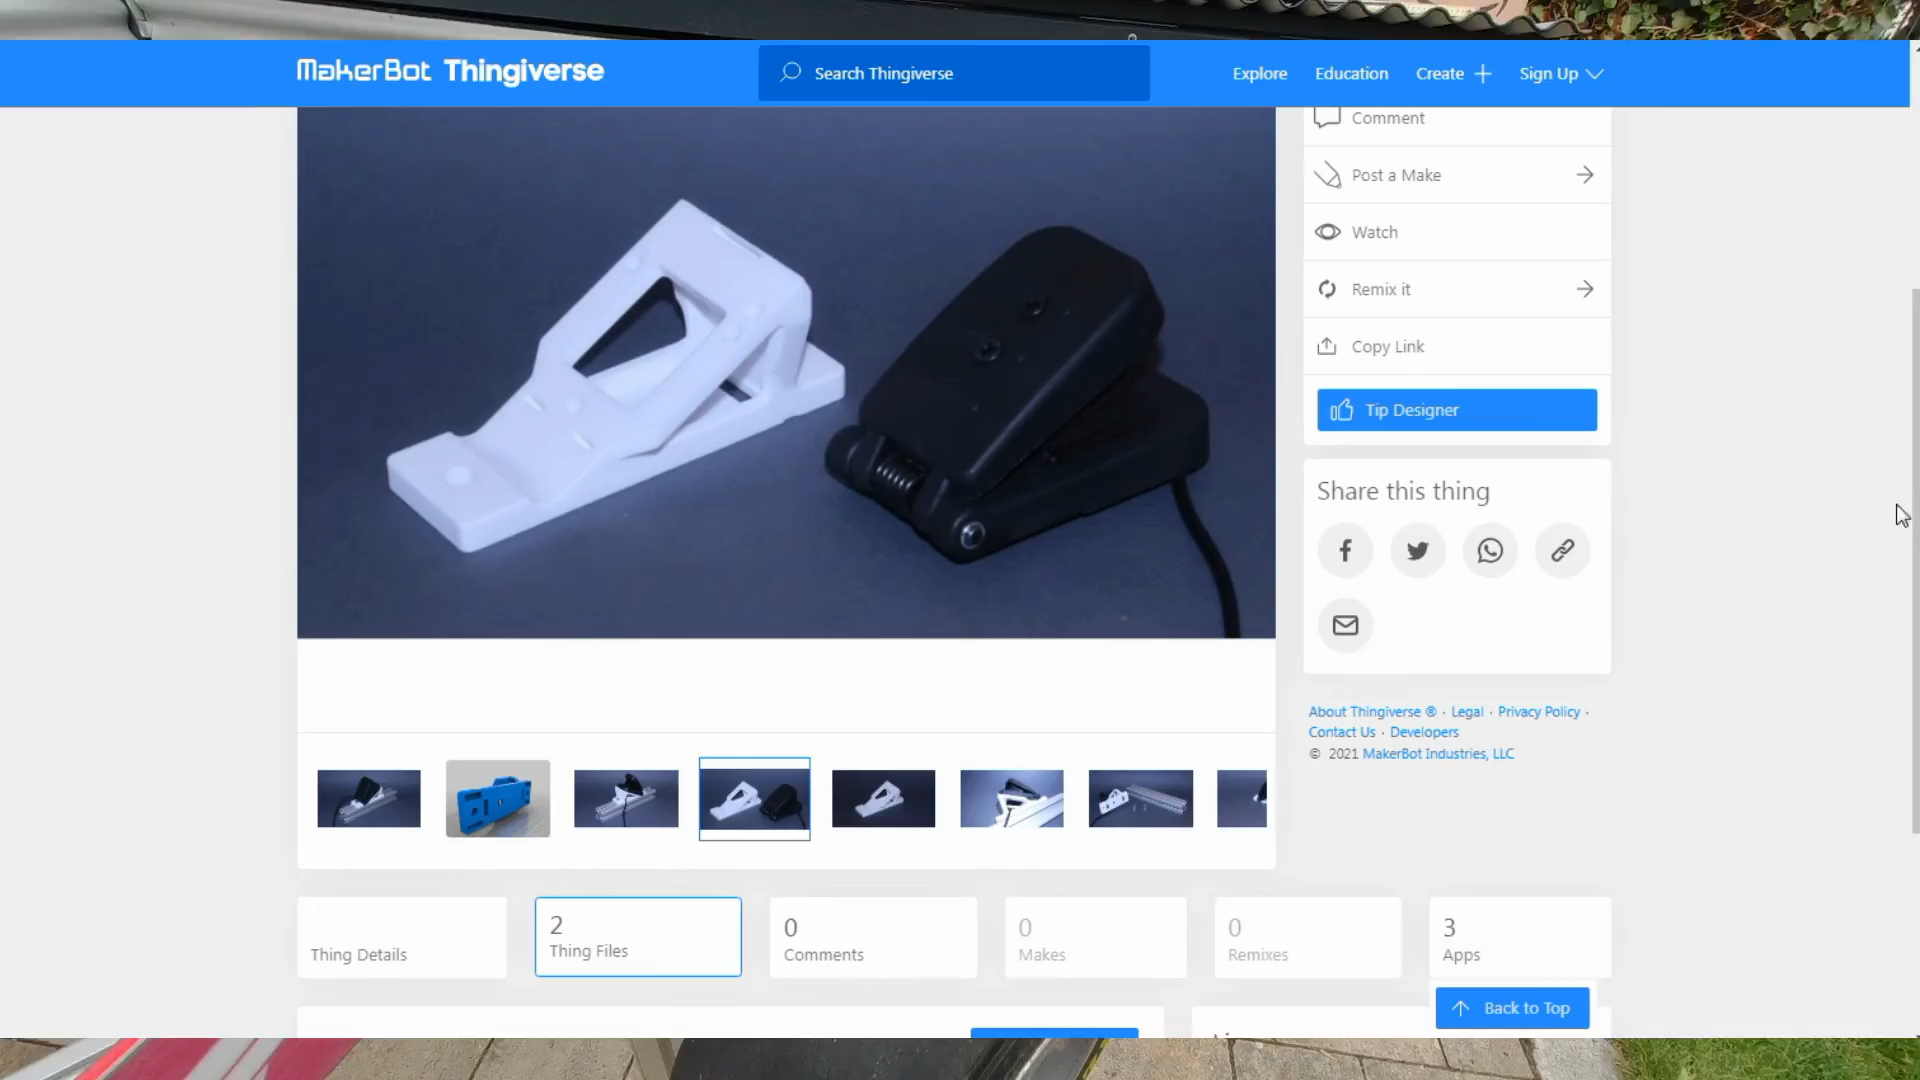 MakerBot Thingiverse
Search Thingiverse
Explore
Education
Create
Sign Up
Comment
Post a Make
Watch
Remix it
Copy Link
Tip Designer
Share this thing
About Thingiverse ® · Legal · Privacy Policy ·
Contact Us · Developers
© 2021 MakerBot Industries, LLC
Thing Details
2
Thing Files
0
Comments
0
Makes
0
Remixes
3
Apps
Back to Top